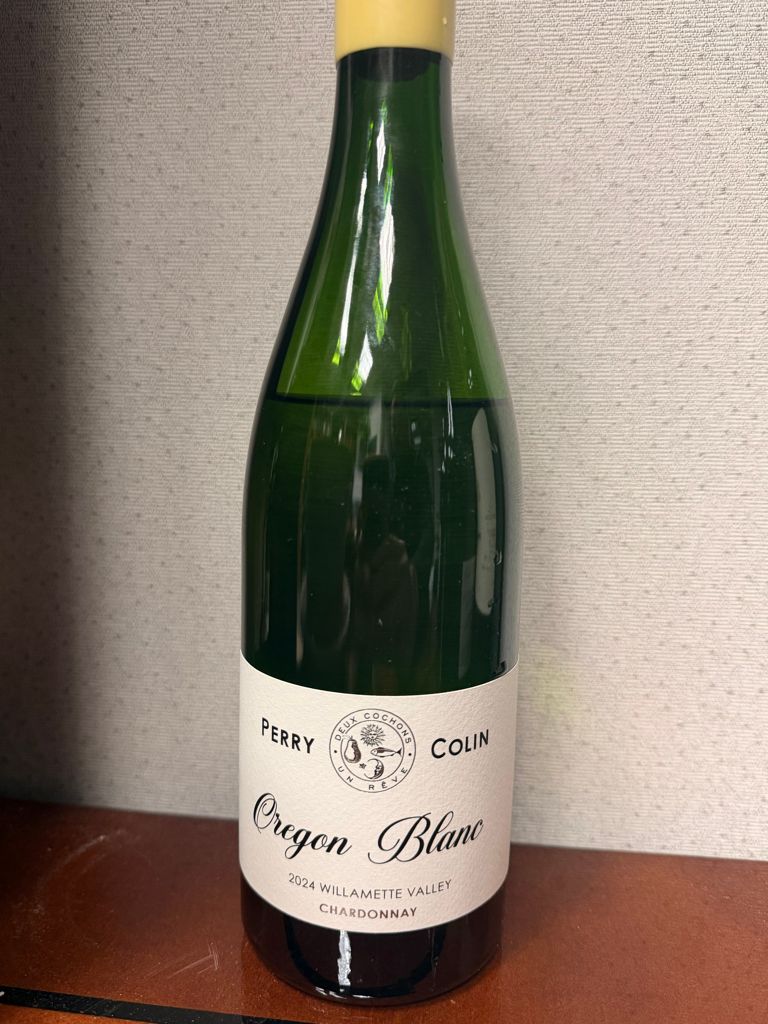 PERRY COLIN
DEUX COCHONS
UN RÊVE
Oregon Blanc
2024 WILLAMETTE VALLEY
CHARDONNAY